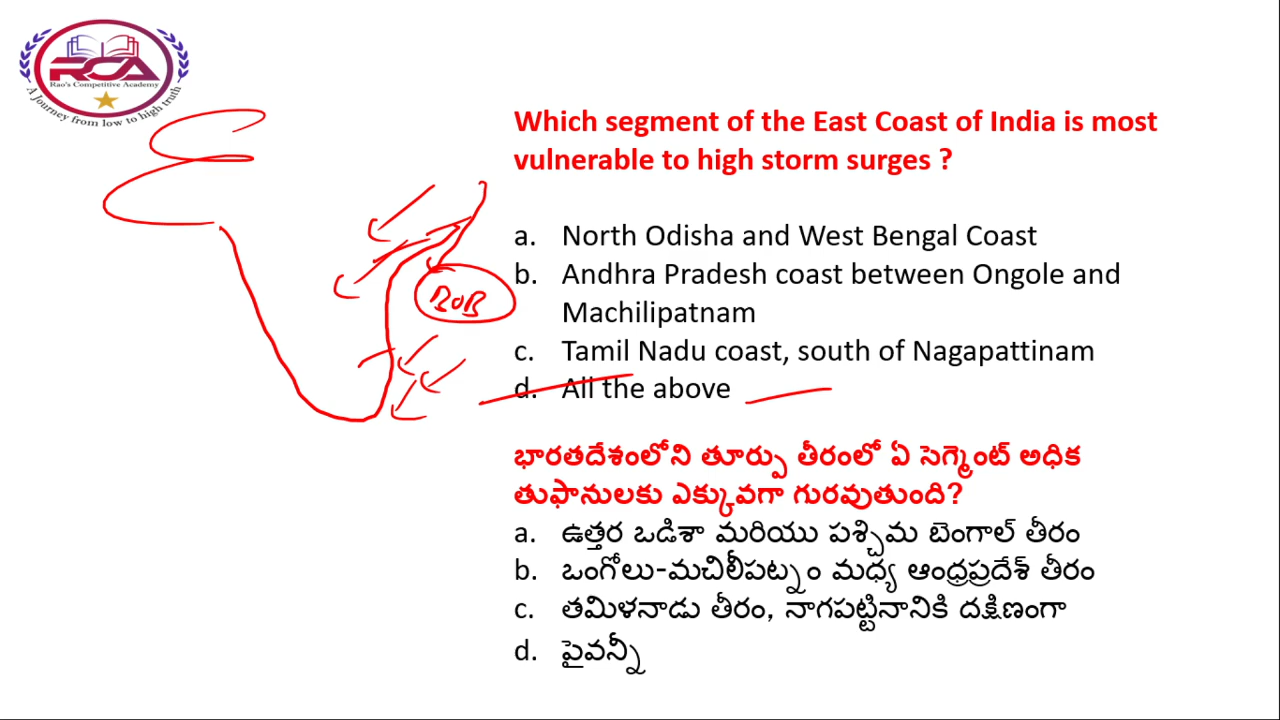 RCA
Rao's Competitive Academy
A Journey from low to high truth
Which segment of the East Coast of India is most
vulnerable to high storm surges ?
a. North Odisha and West Bengal Coast
b. Andhra Pradesh coast between Ongole and
Machilipatnam
BOB
c. Tamil Nadu coast, south of Nagapattinam
d. All the above
భారతదేశంలోని తూర్పు తీరంలో ఏ సెగ్మెంట్ అధిక
తుఫానులకు ఎక్కువగా గురవుతుంది?
a. ఉత్తర ఒడిశా మరియు పశ్చిమ బెంగాల్ తీరం
b. ఒంగోలు-మచిలీపట్నం మధ్య ఆంధ్రప్రదేశ్ తీరం
c. తమిళనాడు తీరం, నాగపట్టినానికి దక్షిణంగా
d. పైవన్నీ